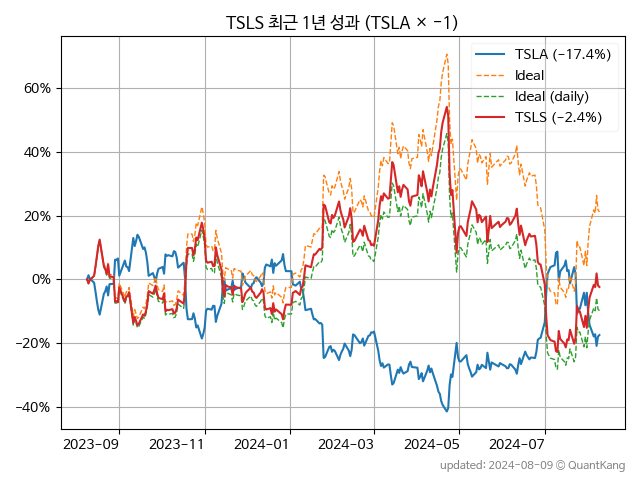 TSLS 최근 1년 성과 (TSLA × −1)
TSLA (−17.4%)
Ideal
Ideal (daily)
TSLS (−2.4%)
60%
40%
20%
0%
−20%
−40%
2023-09
2023-11
2024-01
2024-03
2024-05
2024-07
updated: 2024-08-09 © QuantKang